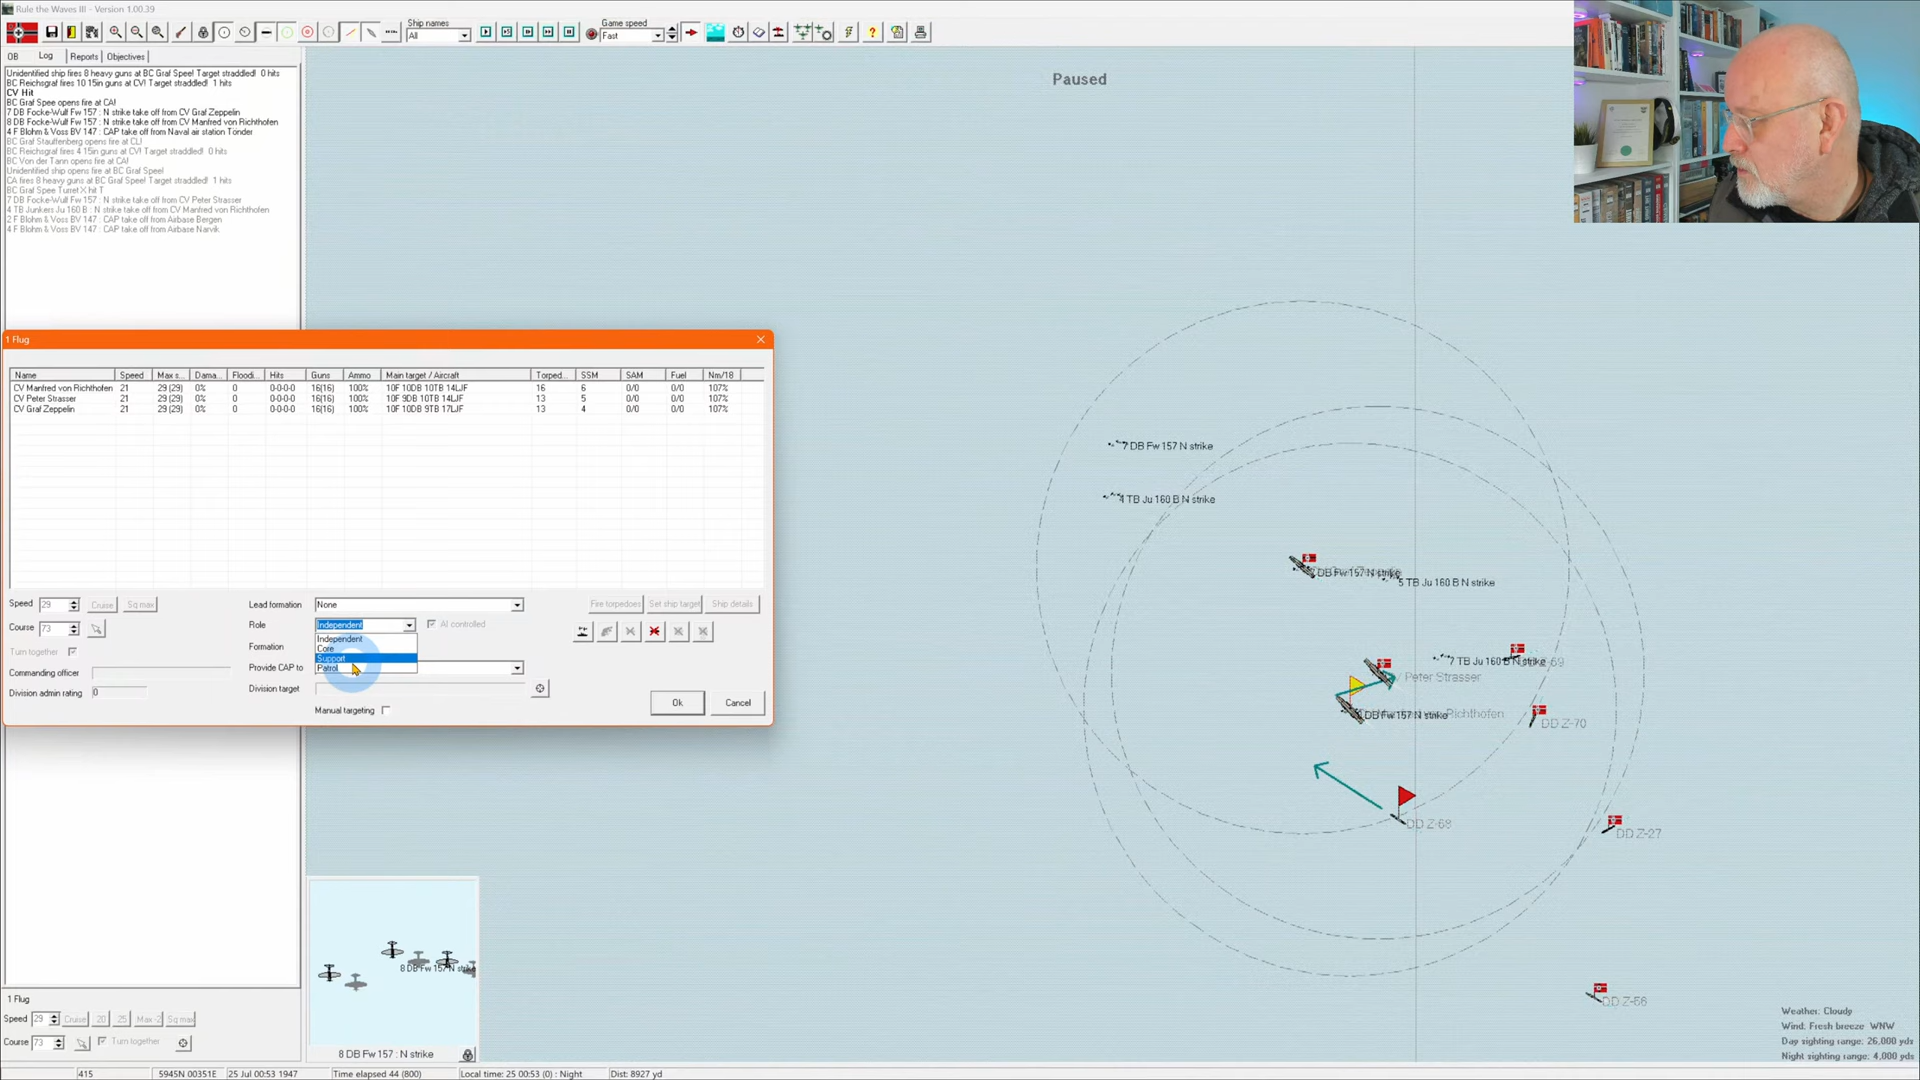 Rule the Waves III - Version 1.00.39
Ship names
All
Game speed
Fast
OB
Log
Reports
Objectives
Unidentified ship fires 8 heavy guns at BC Graf Spee! Target straddled! 0 hits
BC Reichsgraf fires 10 15in guns at CV! Target straddled! 1 hits
CV Hit
BC Graf Spee opens fire at CA!
7 DB Focke-Wulf Fw 157 : N strike take off from CV Graf Zeppelin
8 DB Focke-Wulf Fw 157 : N strike take off from CV Manfred von Richthofen
4 F Blohm & Voss BV 147 : CAP take off from Naval air station Tönder
BC Graf Stauffenberg opens fire at CL!
BC Reichsgraf fires 4 15in guns at CV! Target straddled! 0 hits
BC Von der Tann opens fire at CA!
Unidentified ship opens fire at BC Graf Spee!
CA fires 8 heavy guns at BC Graf Spee! Target straddled! 1 hits
BC Graf Spee Turret X hit T
7 DB Focke-Wulf Fw 157 : N strike take off from CV Peter Strasser
4 TB Junkers Ju 160 B : N strike take off from CV Manfred von Richthofen
2 F Blohm & Voss BV 147 : CAP take off from Airbase Bergen
4 F Blohm & Voss BV 147 : CAP take off from Airbase Narvik
Paused
1 Flug
Name Speed Max s... Dama... Floodi... Hits Guns Ammo Main target / Aircraft Torped... SSM SAM Fuel Nm/18
CV Manfred von Richthofen 21 29 (29) 0% 0 0-0-0-0 16(16) 100% 10F 10DB 10TB 14LJF 16 6 0/0 0/0 107%
CV Peter Strasser 21 29 (29) 0% 0 0-0-0-0 16(16) 100% 10F 9DB 10TB 14LJF 13 5 0/0 0/0 107%
CV Graf Zeppelin 21 29 (29) 0% 0 0-0-0-0 16(16) 100% 10F 10DB 9TB 17LJF 13 4 0/0 0/0 107%
Speed 29 Cruise Sq max
Lead formation None
Fire torpedoes Set ship target Ship details
Course 73
Role Independent
AI controlled
Independent
Core
Support
Patrol
Turn together
Formation
Commanding officer
Provide CAP to
Division admin rating 0
Division target
Manual targeting
Ok
Cancel
7 DB Fw 157 N strike
4 TB Ju 160 B N strike
DB Fw 157 N strike
5 TB Ju 160 B N strike
7 TB Ju 160 B N strike
Peter Strasser
DB Fw 157 N strike
Richthofen
DD Z-70
DD Z-68
DD Z-27
DD Z-56
8 DB Fw 157 N strike
8 DB Fw 157 : N strike
1 Flug
Speed 29 Cruise 20 25 Max -2 Sq max
Course 73 Turn together
Weather: Cloudy
Wind: Fresh breeze WNW
Day sighting range: 26,000 yds
Night sighting range: 4,000 yds
415
5945N 00351E
25 Jul 00:53 1947
Time elapsed 44 (800)
Local time: 25 00:53 (0) : Night
Dist: 8927 yd